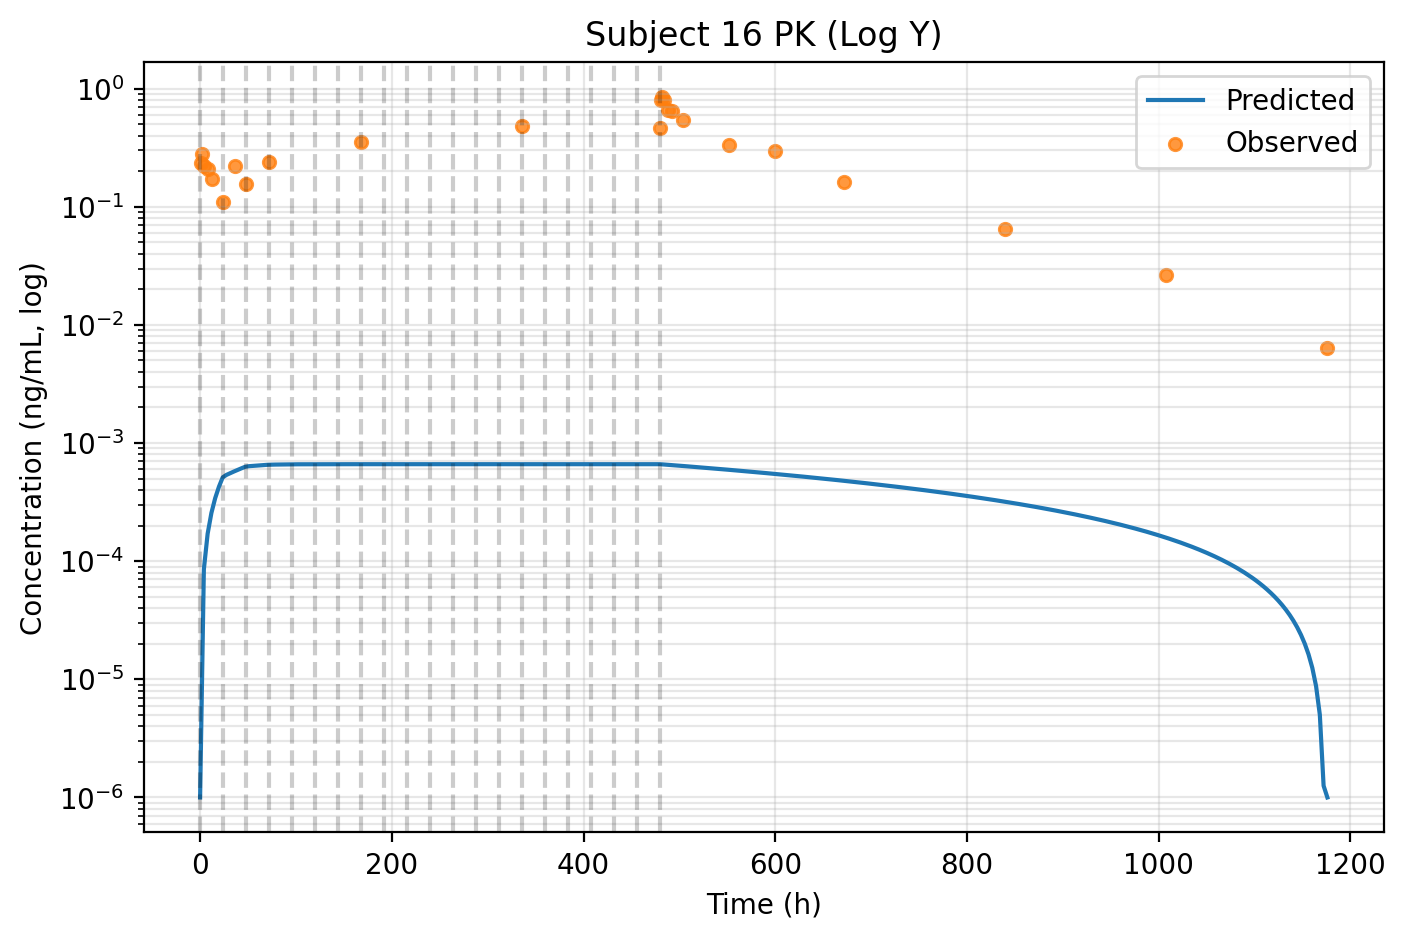 Subject 16 PK (Log Y)
Predicted
Observed
Concentration (ng/mL, log)
10⁰
10⁻¹
10⁻²
10⁻³
10⁻⁴
10⁻⁵
10⁻⁶
0 200 400 600 800 1000 1200
Time (h)